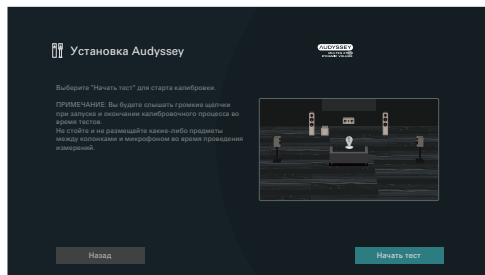 Установка Audyssey
AUDYSSEY
Выберите "Начать тест" для старта калибровки.
ПРИМЕЧАНИЕ: Вы будете слышать громкие щелчки
при запуске и окончании калибровочного процесса во
время тестов.
Не стойте и не размещайте какие-либо предметы
между колонками и микрофоном во время проведения
измерений.
Назад
Начать тест